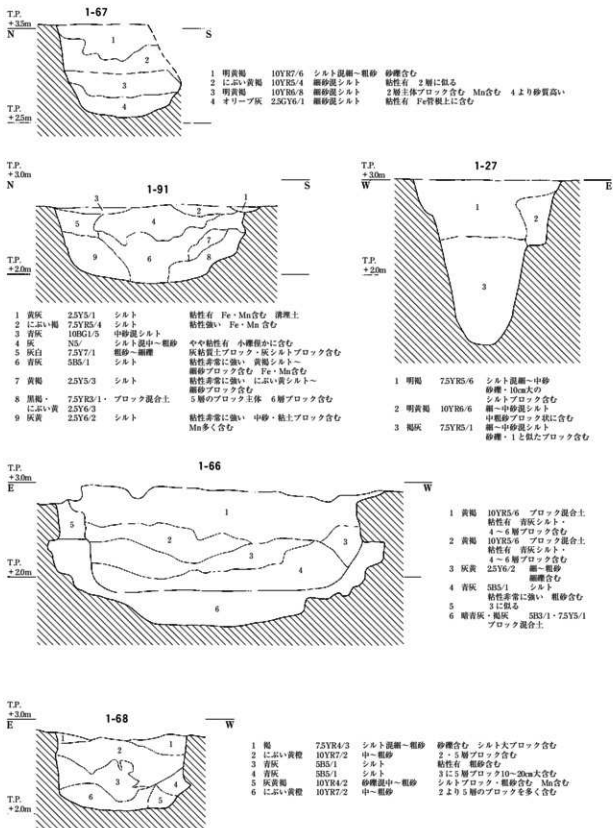 1-67
T.P.
+3.5m
N
S
1
2
3
4
T.P.
+2.5m
1 明黄褐 10YR7/6 シルト混細～粗砂 砂礫含む
2 にぶい黄褐 10YR5/4 細砂混シルト 粘性有 2層に似る
3 明黄褐 10YR6/8 細砂混シルト 2層主体ブロック含む Mn含む 4より砂質高い
4 オリーブ灰 2.5GY6/1 細砂混シルト 粘性有 Fe管根上に含む
1-91
T.P.
+3.0m
N
S
3
2
1
5
4
7
9
6
8
T.P.
+2.0m
1 黄灰 2.5Y5/1 シルト 粘性有 Fe・Mn含む 溝埋土
2 にぶい褐 7.5YR5/4 シルト 粘性強い Fe・Mn含む
3 青灰 10BG1/5 中砂混シルト
4 灰 N5/ シルト混中～粗砂 やや粘性有 小礫僅かに含む
5 灰白 7.5Y7/1 粗砂～細礫 灰粘質土ブロック・灰シルトブロック含む
6 青灰 5B5/1 シルト 粘性非常に強い 黄褐シルト～
細砂ブロック含む Fe・Mn含む
7 黄褐 2.5Y5/3 シルト 粘性非常に強い にぶい黄シルト～
細砂ブロック含む
8 黒褐・ 7.5YR3/1・ ブロック混合土 5層のブロック主体 6層ブロック含む
にぶい黄 2.5Y6/3
9 灰黄 2.5Y6/2 シルト 粘性非常に強い 中砂・粘土ブロック含む
Mn多く含む
1-27
T.P.
+3.0m
W
E
1
2
T.P.
+2.0m
3
1 明褐 7.5YR5/6 シルト混細～中砂
砂礫・10cm大の
シルトブロック含む
2 明黄褐 10YR6/6 細～中砂混シルト
中粗砂ブロック状に含む
3 褐灰 7.5YR5/1 細～中砂混シルト
砂礫・1と似たブロック含む
1-66
T.P.
+3.0m
E
W
1
5
2
3
3
4
T.P.
+2.0m
6
1 黄褐 10YR5/6 ブロック混合土
粘性有 青灰シルト・
4～6層ブロック含む
2 黄褐 10YR5/6 ブロック混合土
粘性有 青灰シルト・
4～6層ブロック含む
3 灰黄 2.5Y6/2 細～粗砂
細礫含む
4 青灰 5B5/1 シルト
粘性非常に強い 粗砂含む
5 3に似る
6 暗青灰・褐灰 5B3/1・7.5Y5/1
ブロック混合土
1-68
T.P.
+3.0m
E
W
1
2
3
4
6
5
T.P.
+2.0m
1 褐 7.5YR4/3 シルト混細～粗砂 砂礫含む シルト大ブロック含む
2 にぶい黄橙 10YR7/2 中～粗砂 2・5層ブロック含む
3 青灰 5B5/1 シルト 粘性有 粗砂含む
4 青灰 5B5/1 シルト 3に5層ブロック10～20cm大含む
5 灰黄褐 10YR4/2 砂礫混中～粗砂 シルトブロック・粗砂含む Mn含む
6 にぶい黄橙 10YR7/2 中～粗砂 2より5層のブロックを多く含む